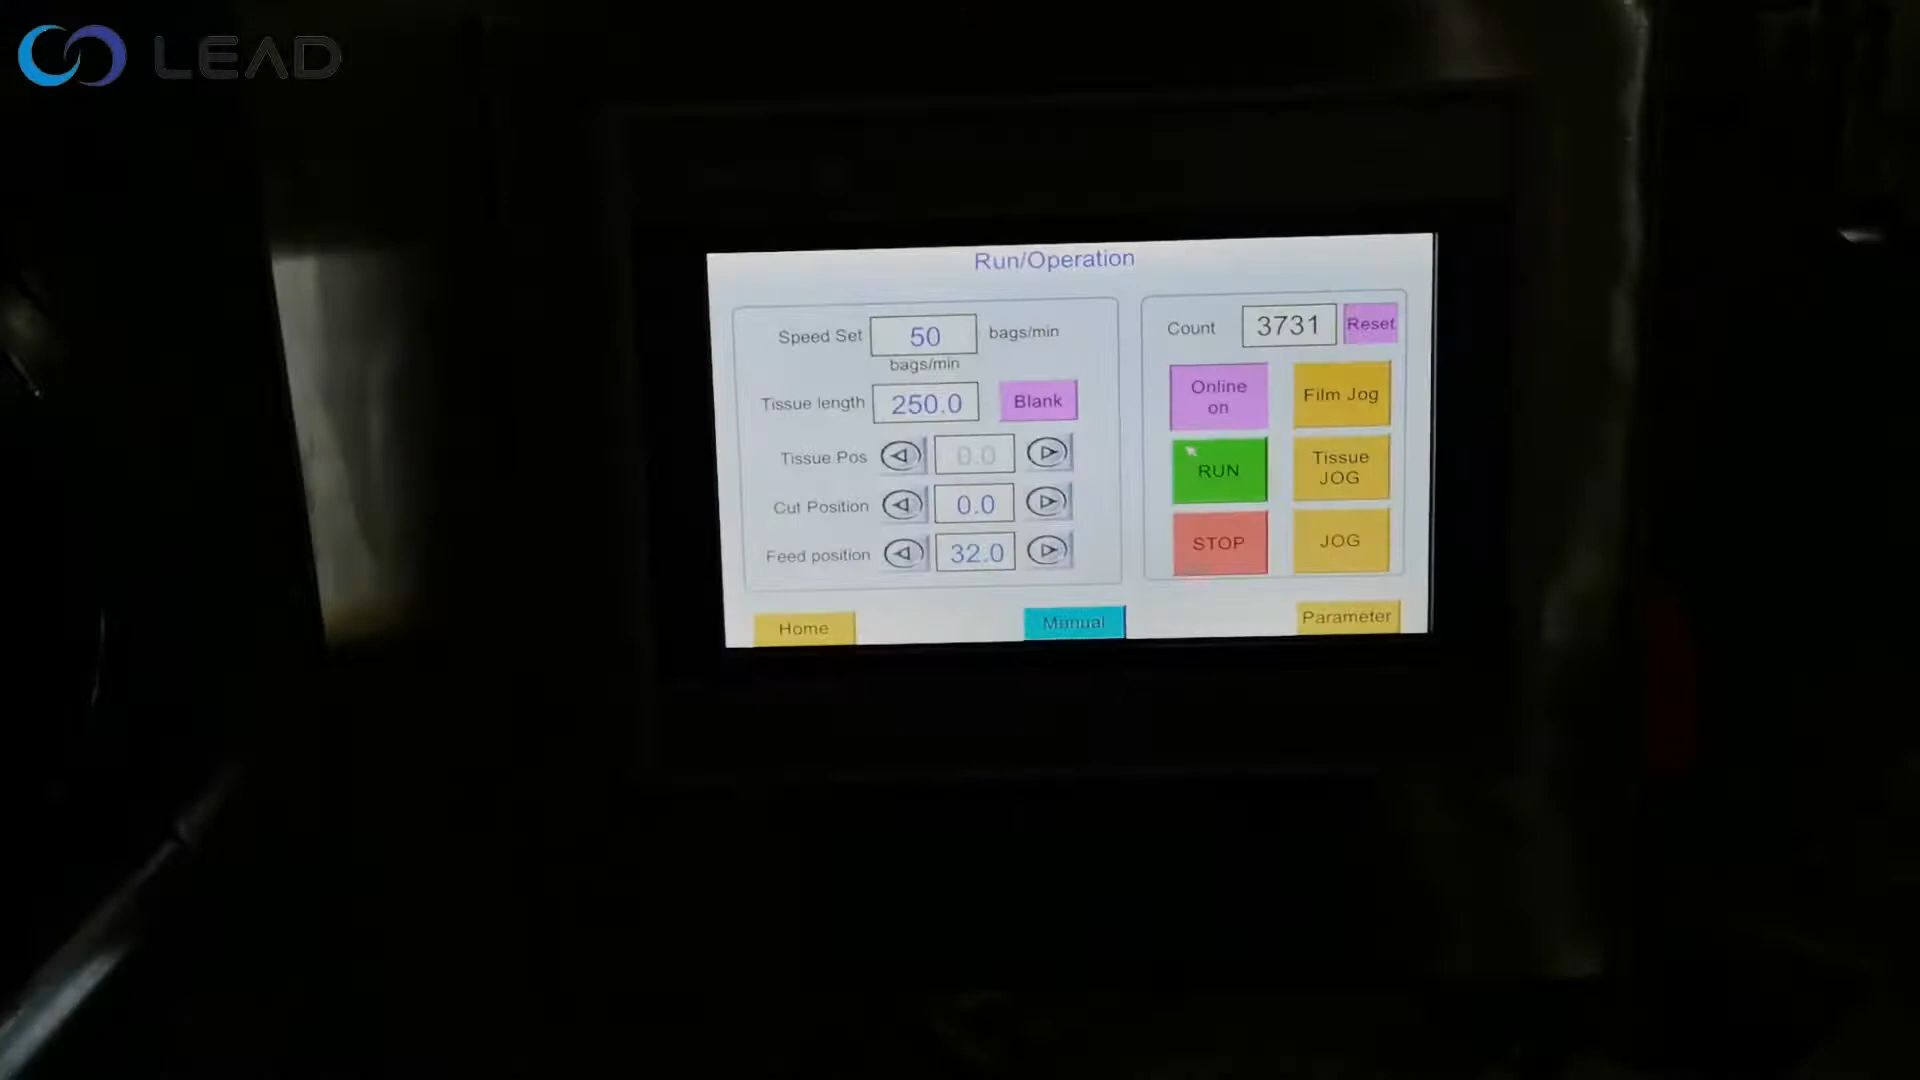 LEAD
Run/Operation
Speed Set 50 bags/min
bags/min
Tissue length 250.0 Blank
Tissue Pos 0.0
Cut Position 0.0
Feed position 32.0
Count 3731 Reset
Online
on
Film Jog
RUN
Tissue
JOG
STOP
JOG
Home
Manual
Parameter